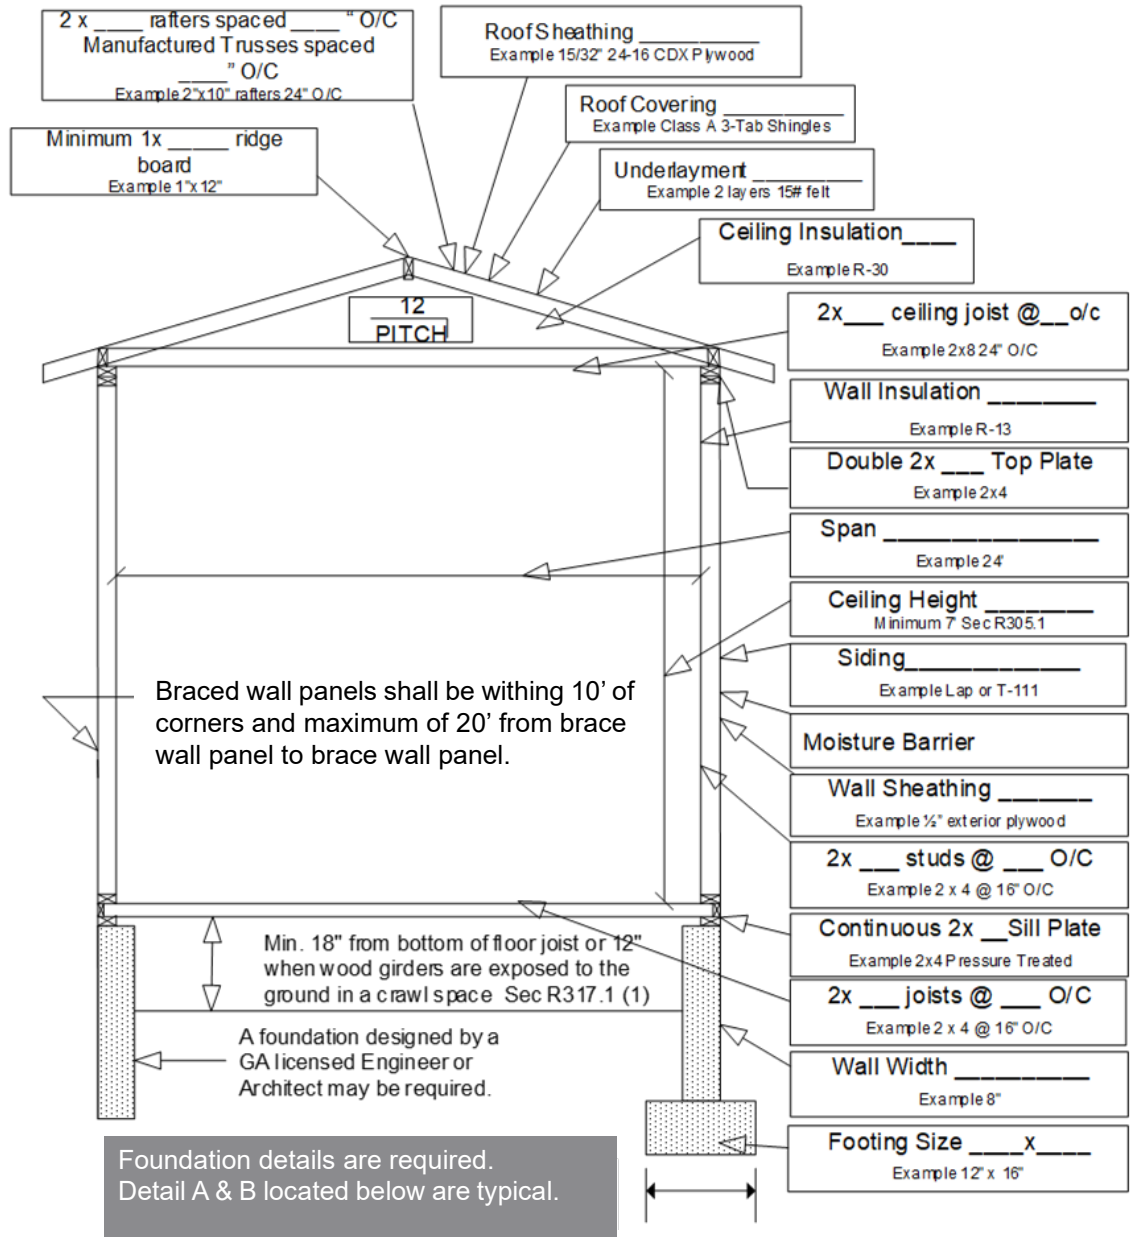 2 x ____ rafters spaced ____ " O/C
Manufactured Trusses spaced
____" O/C
Example 2"x10" rafters 24" O/C
Roof Sheathing __________
Example 15/32" 24-16 CDX Plywood
Roof Covering __________
Example Class A 3-Tab Shingles
Minimum 1x _____ ridge
board
Example 1"x 12"
Underlayment _________
Example 2 layers 15# felt
Ceiling Insulation____
Example R-30
12
PITCH
2x___ ceiling joist @__o/c
Example 2x8 24" O/C
Wall Insulation ________
Example R-13
Double 2x ___ Top Plate
Example 2x4
Span ________________
Example 24'
Ceiling Height ________
Minimum 7' Sec R305.1
Siding_____________
Example Lap or T-111
Braced wall panels shall be withing 10’ of
corners and maximum of 20’ from brace
wall panel to brace wall panel.
Moisture Barrier
Wall Sheathing _______
Example ½" exterior plywood
2x ___ studs @ ___ O/C
Example 2 x 4 @ 16" O/C
Continuous 2x __Sill Plate
Example 2x4 Pressure Treated
Min. 18" from bottom of floor joist or 12"
when wood girders are exposed to the
ground in a crawl space Sec R317.1 (1)
2x ___ joists @ ___ O/C
Example 2 x 4 @ 16" O/C
A foundation designed by a
GA licensed Engineer or
Architect may be required.
Wall Width __________
Example 8"
Footing Size ____x____
Example 12" x 16"
Foundation details are required.
Detail A & B located below are typical.